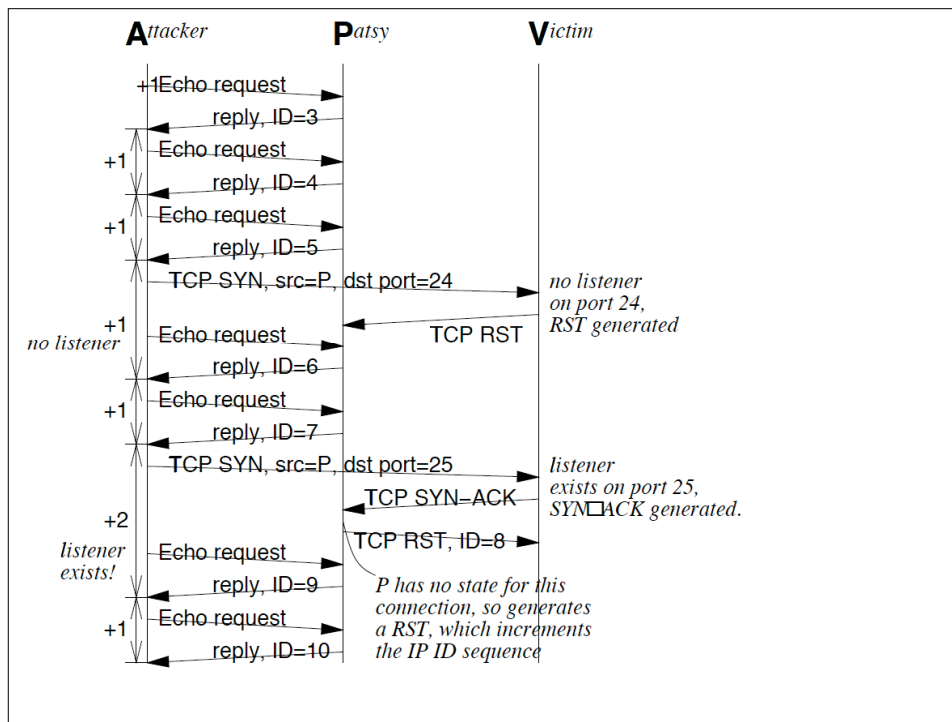 Attacker Patsy Victim
+1 Echo request
reply, ID=3
+1 Echo request
reply, ID=4
+1 Echo request
reply, ID=5
TCP SYN, src=P, dst port=24
no listener
on port 24,
RST generated
TCP RST
+1
no listener
Echo request
reply, ID=6
+1 Echo request
reply, ID=7
TCP SYN, src=P, dst port=25
listener
exists on port 25,
SYN□ACK generated.
TCP SYN−ACK
+2
listener
exists!
TCP RST, ID=8
Echo request
reply, ID=9
P has no state for this
connection, so generates
a RST, which increments
the IP ID sequence
+1 Echo request
reply, ID=10